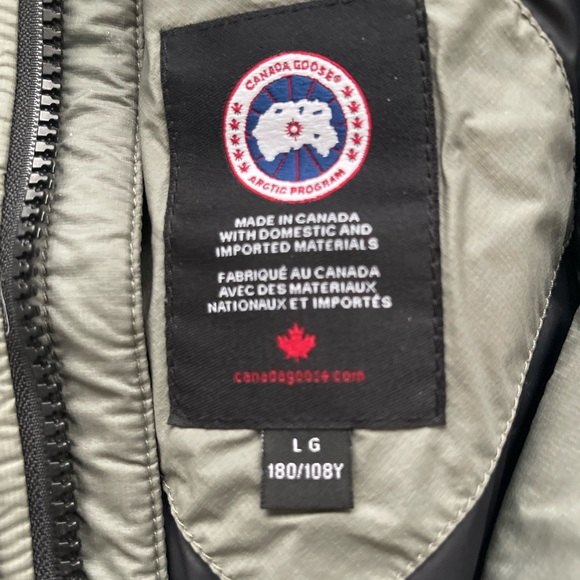 CANADA GOOSE®
ARCTIC PROGRAM
MADE IN CANADA
WITH DOMESTIC AND
IMPORTED MATERIALS
FABRIQUÉ AU CANADA
AVEC DES MATERIAUX
NATIONAUX ET IMPORTÉS
canadagoose.com
LG
180/108Y